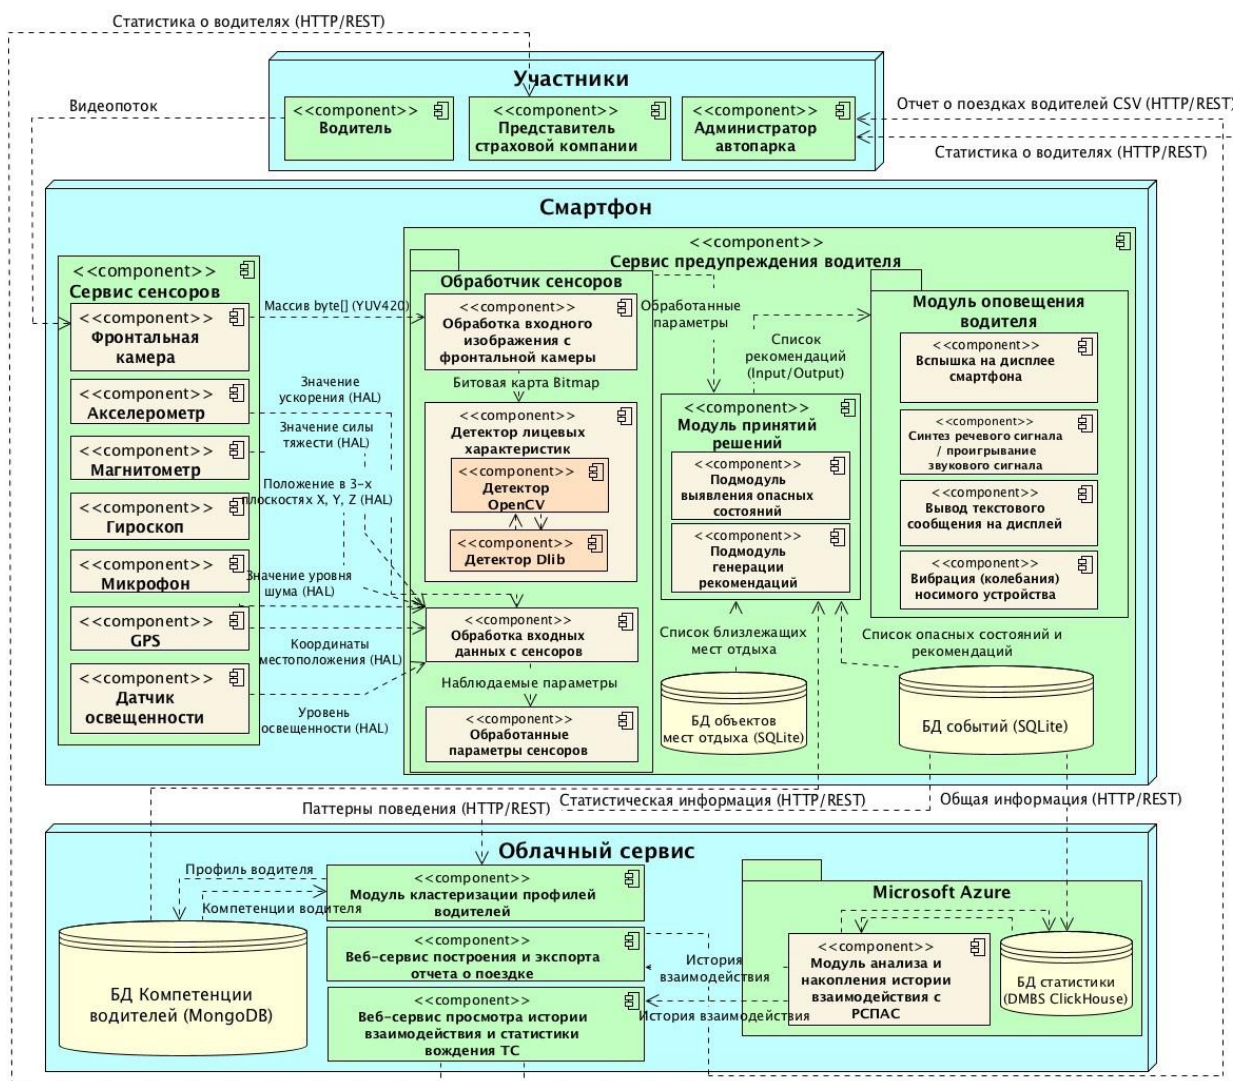 Статистика о водителях (HTTP/REST)
Участники
Видеопоток
<<component>>
Водитель
<<component>>
Представитель
страховой компании
<<component>>
Администратор
автопарка
Отчет о поездках водителей CSV (HTTP/REST)
Статистика о водителях (HTTP/REST)
Смартфон
<<component>>
Сервис сенсоров
<<component>>
Фронтальная
камера
<<component>>
Акселерометр
<<component>>
Магнитометр
<<component>>
Гироскоп
<<component>>
Микрофон
<<component>>
GPS
<<component>>
Датчик
освещенности
Массив byte[] (YUV420)
Значение
ускорения (HAL)
Значение силы
тяжести (HAL)
Положение в 3-х
плоскостях X, Y, Z (HAL)
Значение уровня
шума (HAL)
Координаты
местоположения (HAL)
Уровень
освещенности (HAL)
<<component>>
Сервис предупреждения водителя
Обработчик сенсоров
<<component>>
Обработка входного
изображения с
фронтальной камеры
Битовая карта Bitmap
<<component>>
Детектор лицевых
характеристик
<<component>>
Детектор
OpenCV
<<component>>
Детектор Dlib
<<component>>
Обработка входных
данных с сенсоров
Наблюдаемые параметры
<<component>>
Обработанные
параметры сенсоров
Обработанные
параметры
Список
рекомендаций
(Input/Output)
<<component>>
Модуль принятий
решений
<<component>>
Подмодуль
выявления опасных
состояний
<<component>>
Подмодуль
генерации
рекомендаций
Модуль оповещения
водителя
<<component>>
Вспышка на дисплее
смартфона
<<component>>
Синтез речевого сигнала
/ проигрывание
звукового сигнала
<<component>>
Вывод текстового
сообщения на дисплей
<<component>>
Вибрация (колебания)
носимого устройства
Список близлежащих
мест отдыха
Список опасных состояний и
рекомендаций
БД объектов
мест отдыха (SQLite)
БД событий (SQLite)
Паттерны поведения (HTTP/REST)
Статистическая информация (HTTP/REST)
Общая информация (HTTP/REST)
Облачный сервис
Профиль водителя
Компетенции водителя
БД Компетенции
водителей (MongoDB)
<<component>>
Модуль кластеризации профилей
водителей
<<component>>
Веб-сервис построения и экспорта
отчета о поездке
<<component>>
Веб-сервис просмотра истории
взаимодействия и статистики
вождения ТС
История
взаимодействия
История взаимодействия
Microsoft Azure
<<component>>
Модуль анализа и
накопления истории
взаимодействия с
РСПАС
БД статистики
(DMBS ClickHouse)